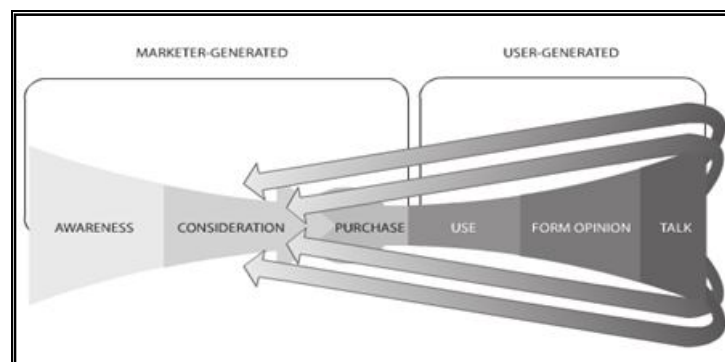 MARKETER-GENERATED
USER-GENERATED
AWARENESS
CONSIDERATION
PURCHASE
USE
FORM OPINION
TALK